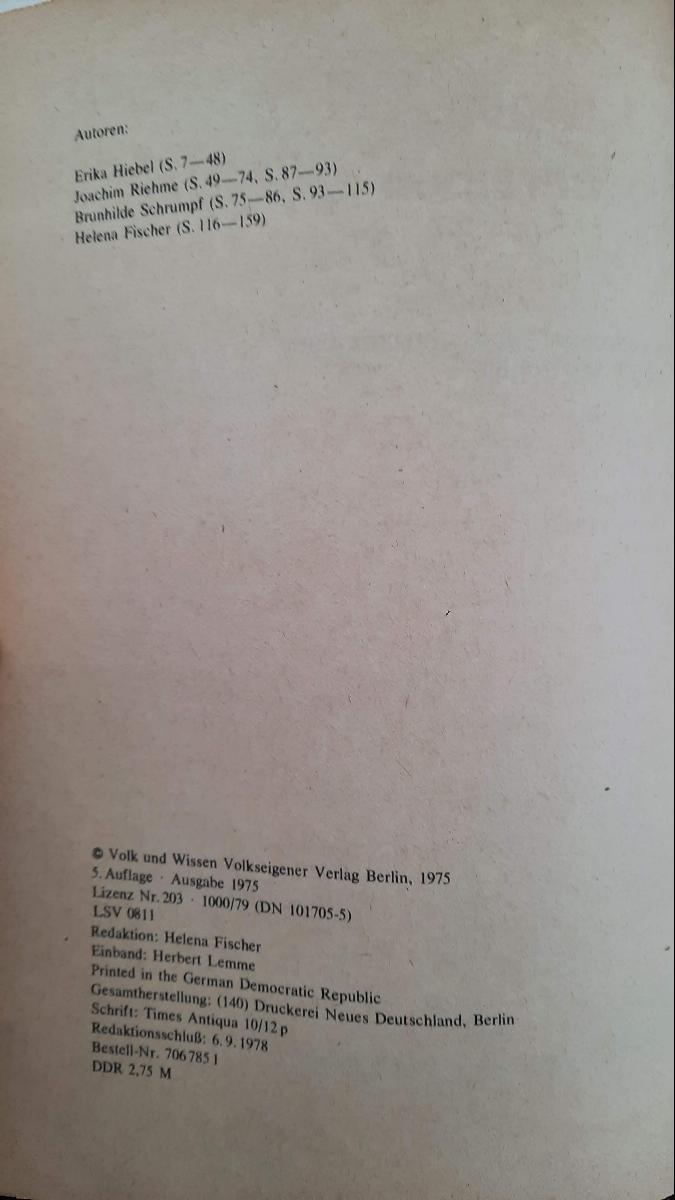 Autoren:
Erika Hiebel (S. 7—48)
Joachim Riehme (S. 49—74, S. 87—93)
Brunhilde Schrumpf (S. 75—86, S. 93—115)
Helena Fischer (S. 116—159)
© Volk und Wissen Volkseigener Verlag Berlin, 1975
5. Auflage · Ausgabe 1975
Lizenz Nr. 203 · 1000/79 (DN 101705-5)
LSV 0811
Redaktion: Helena Fischer
Einband: Herbert Lemme
Printed in the German Democratic Republic
Gesamtherstellung: (140) Druckerei Neues Deutschland, Berlin
Schrift: Times Antiqua 10/12 p
Redaktionsschluß: 6. 9. 1978
Bestell-Nr. 706 785 1
DDR 2,75 M